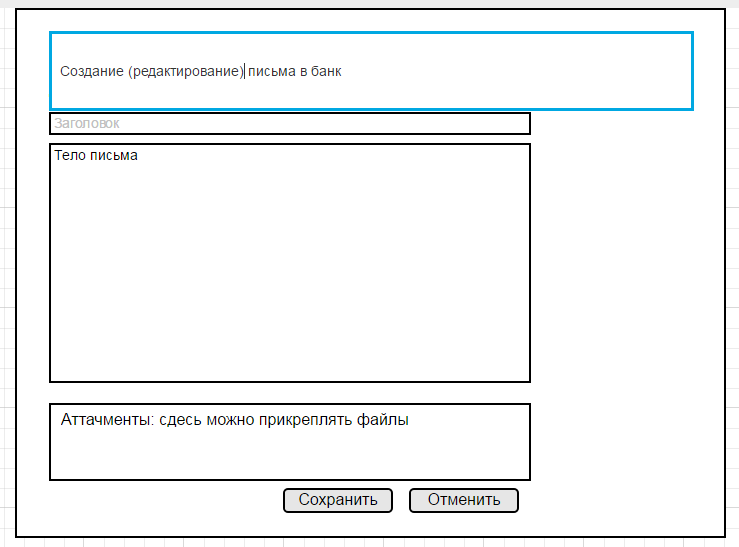 Создание (редактирование) письма в банк
Заголовок
Тело письма
Аттачменты: сдесь можно прикреплять файлы
Сохранить
Отменить